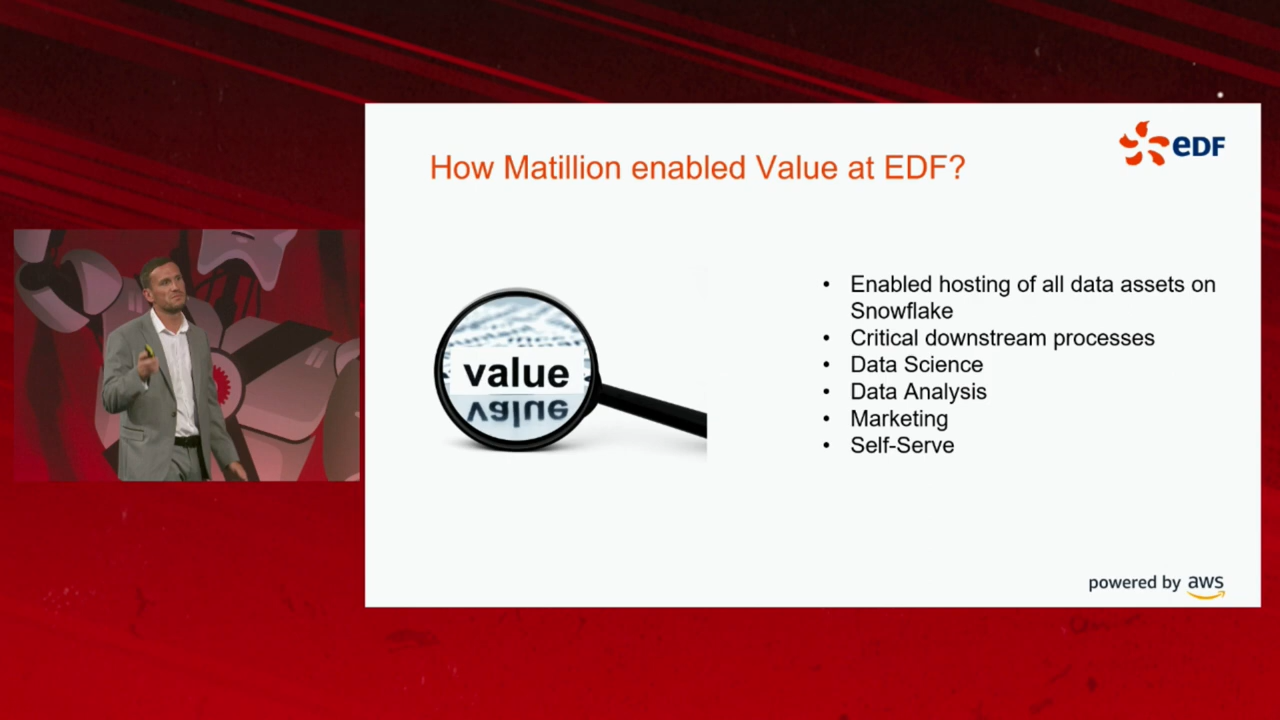 eDF
How Matillion enabled Value at EDF?
value
value
• Enabled hosting of all data assets on
Snowflake
• Critical downstream processes
• Data Science
• Data Analysis
• Marketing
• Self-Serve
powered by aws